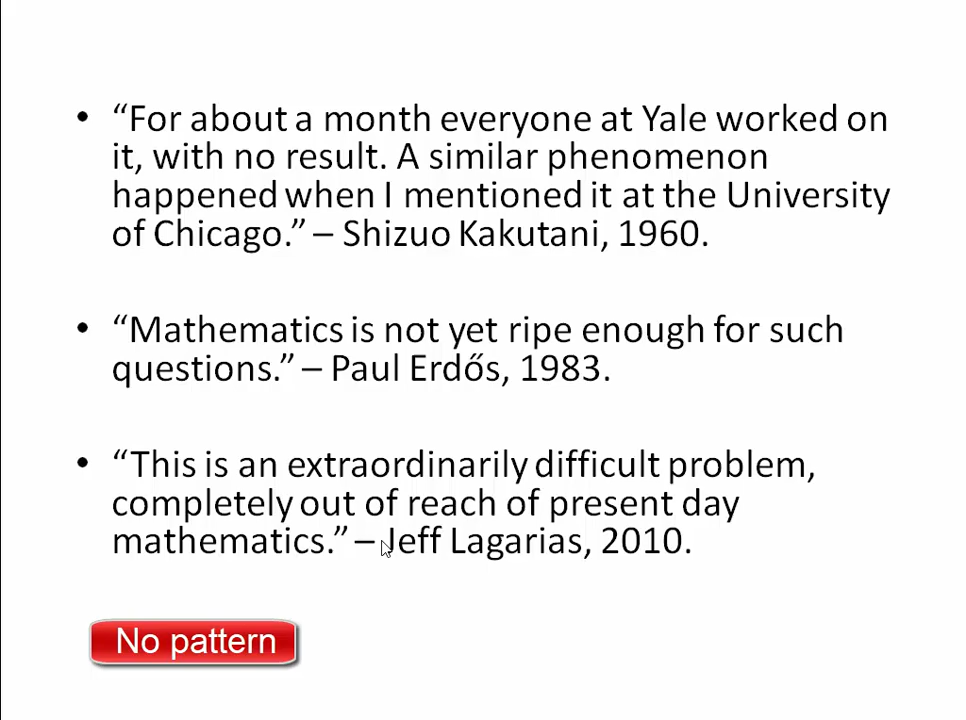 • “For about a month everyone at Yale worked on
it, with no result. A similar phenomenon
happened when I mentioned it at the University
of Chicago.” – Shizuo Kakutani, 1960.
• “Mathematics is not yet ripe enough for such
questions.” – Paul Erdős, 1983.
• “This is an extraordinarily difficult problem,
completely out of reach of present day
mathematics.” – Jeff Lagarias, 2010.
No pattern